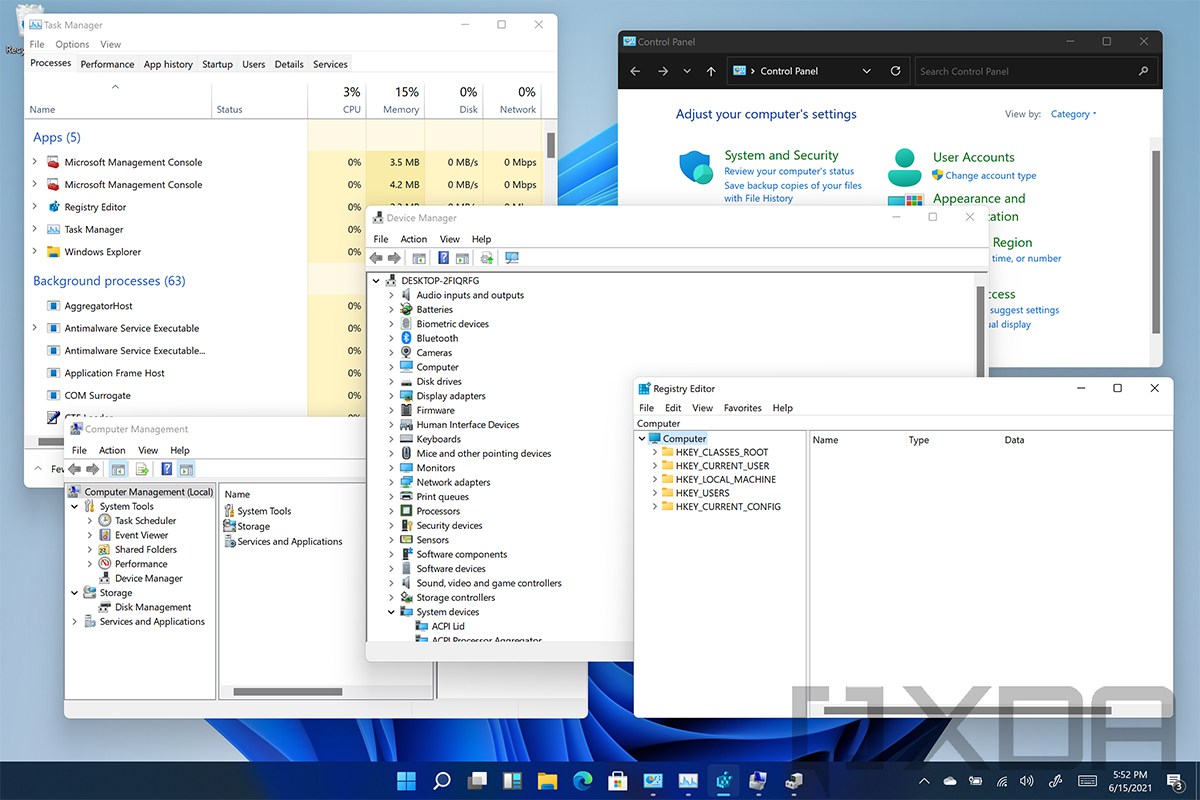 Task Manager
File Options View
Processes Performance App history Startup Users Details Services
3% 15% 0% 0%
Name Status CPU Memory Disk Network
Apps (5)
Microsoft Management Console 0% 3.5 MB 0 MB/s 0 Mbps
Microsoft Management Console 0% 4.2 MB 0 MB/s 0 Mbps
Registry Editor 0%
Task Manager 0%
Windows Explorer 0%
Background processes (63)
AggregatorHost 0%
Antimalware Service Executable 0%
Antimalware Service Executable... 0%
Application Frame Host 0%
COM Surrogate 0%
Control Panel
Control Panel
Search Control Panel
Adjust your computer's settings
View by: Category
System and Security
Review your computer's status
Save backup copies of your files
with File History
User Accounts
Change account type
Appearance and
Region
time, or number
suggest settings
display
Device Manager
File Action View Help
DESKTOP-2FIQRFG
Audio inputs and outputs
Batteries
Biometric devices
Bluetooth
Cameras
Computer
Disk drives
Display adapters
Firmware
Human Interface Devices
Keyboards
Mice and other pointing devices
Monitors
Network adapters
Print queues
Processors
Security devices
Sensors
Software components
Software devices
Sound, video and game controllers
Storage controllers
System devices
ACPI Lid
ACPI Processor Aggregator
Computer Management
File Action View Help
Computer Management (Local)
System Tools
Task Scheduler
Event Viewer
Shared Folders
Performance
Device Manager
Storage
Disk Management
Services and Applications
Name
System Tools
Storage
Services and Applications
Registry Editor
File Edit View Favorites Help
Computer
Computer
HKEY_CLASSES_ROOT
HKEY_CURRENT_USER
HKEY_LOCAL_MACHINE
HKEY_USERS
HKEY_CURRENT_CONFIG
Name Type Data
XDA
5:52 PM
6/15/2021
3